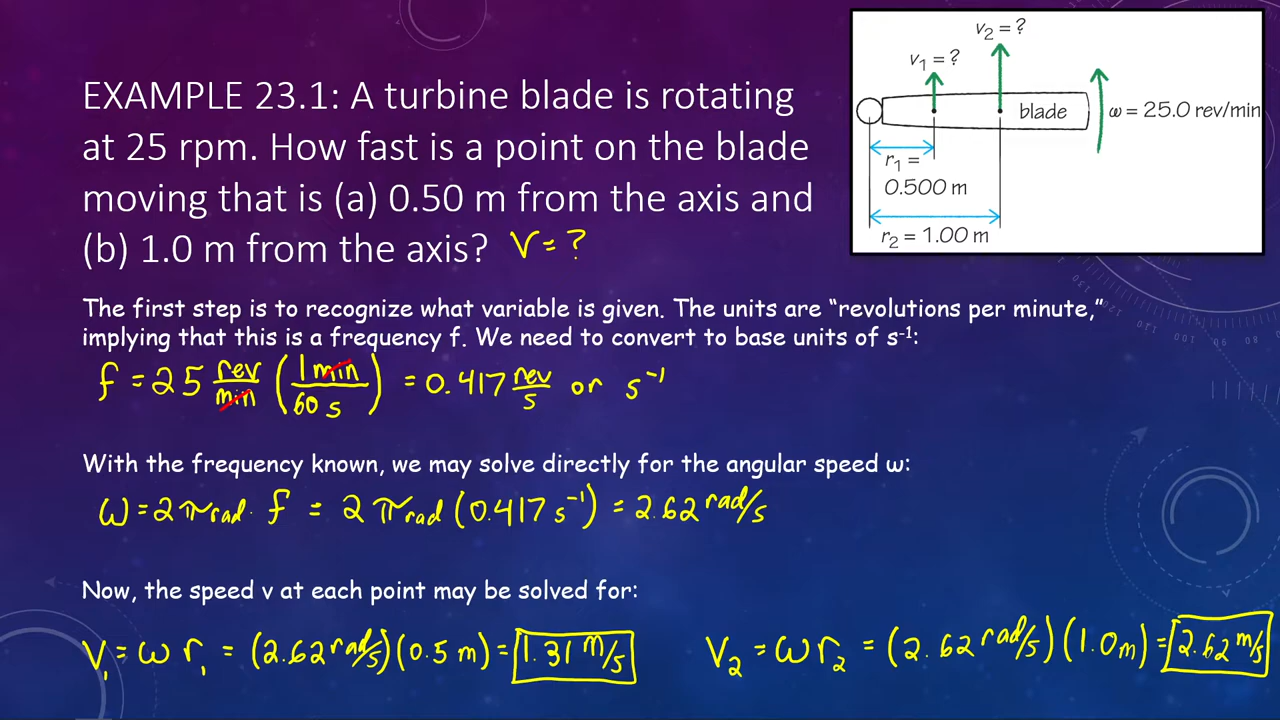 EXAMPLE 23.1: A turbine blade is rotating
at 25 rpm. How fast is a point on the blade
moving that is (a) 0.50 m from the axis and
(b) 1.0 m from the axis? V = ?
v₂ = ?
v₁ = ?
blade
ω = 25.0 rev/min
r₁ =
0.500 m
r₂ = 1.00 m
The first step is to recognize what variable is given. The units are “revolutions per minute,”
implying that this is a frequency f. We need to convert to base units of s⁻¹:
f = 25 rev/min (1 min/60 s) = 0.417 rev/s or s⁻¹
With the frequency known, we may solve directly for the angular speed ω:
ω = 2π rad · f = 2π rad (0.417 s⁻¹) = 2.62 rad/s
Now, the speed v at each point may be solved for:
V₁ = ω r₁ = (2.62 rad/s)(0.5 m) = 1.31 m/s
V₂ = ω r₂ = (2.62 rad/s)(1.0 m) = 2.62 m/s